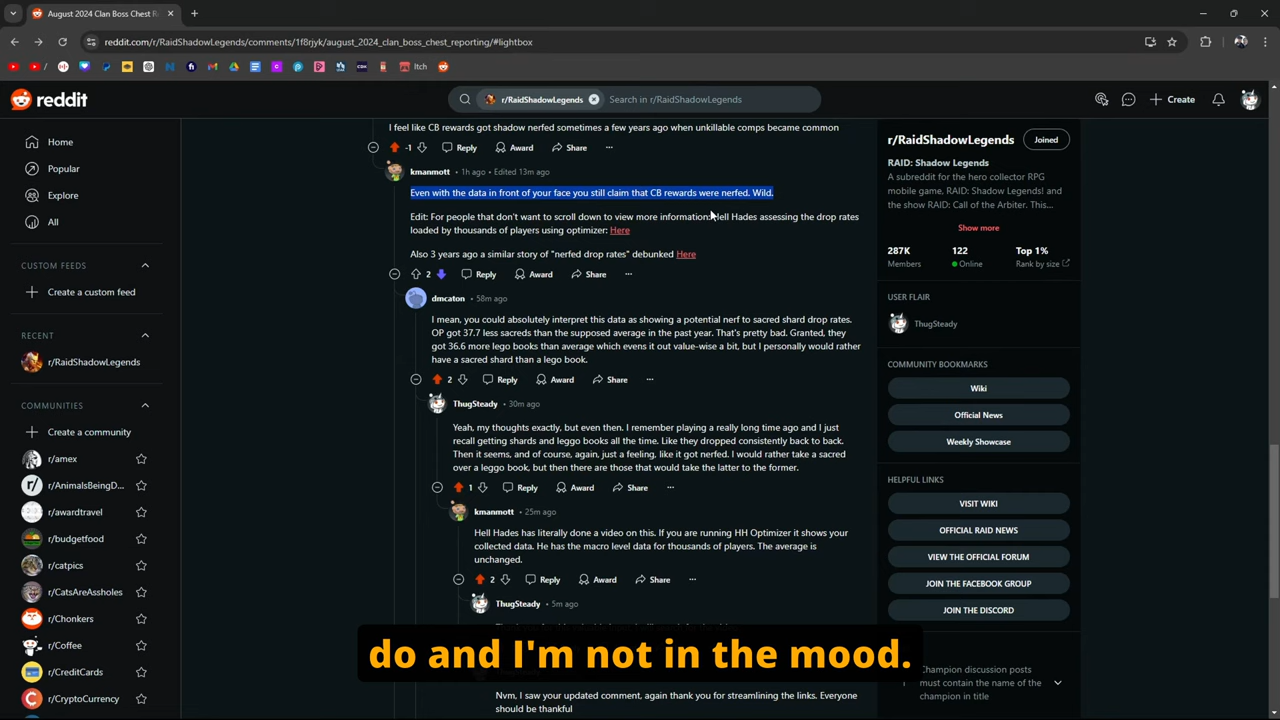 August 2024 Clan Boss Chest R
reddit.com/r/RaidShadowLegends/comments/1f8rjyk/august_2024_clan_boss_chest_reporting/#lightbox
Itch
reddit
r/RaidShadowLegends
Search in r/RaidShadowLegends
Create
Home
Popular
Explore
All
CUSTOM FEEDS
Create a custom feed
RECENT
r/RaidShadowLegends
COMMUNITIES
Create a community
r/amex
r/AnimalsBeingD...
r/awardtravel
r/budgetfood
r/catpics
r/CatsAreAssholes
r/Chonkers
r/Coffee
r/CreditCards
r/CryptoCurrency
I feel like CB rewards got shadow nerfed sometimes a few years ago when unkillable comps became common
-1 Reply Award Share ...
kmanmott • 1h ago • Edited 13m ago
Even with the data in front of your face you still claim that CB rewards were nerfed. Wild.
Edit: For people that don't want to scroll down to view more information: Hell Hades assessing the drop rates
loaded by thousands of players using optimizer: Here
Also 3 years ago a similar story of "nerfed drop rates" debunked Here
2 Reply Award Share ...
dmcaton • 58m ago
I mean, you could absolutely interpret this data as showing a potential nerf to sacred shard drop rates.
OP got 37.7 less sacreds than the supposed average in the past year. That's pretty bad. Granted, they
got 36.6 more lego books than average which evens it out value-wise a bit, but I personally would rather
have a sacred shard than a lego book.
2 Reply Award Share ...
ThugSteady • 30m ago
Yeah, my thoughts exactly, but even then. I remember playing a really long time ago and I just
recall getting shards and leggo books all the time. Like they dropped consistently back to back.
Then it seems, and of course, again, just a feeling, like it got nerfed. I would rather take a sacred
over a leggo book, but then there are those that would take the latter to the former.
1 Reply Award Share ...
kmanmott • 25m ago
Hell Hades has literally done a video on this. If you are running HH Optimizer it shows your
collected data. He has the macro level data for thousands of players. The average is
unchanged.
2 Reply Award Share ...
ThugSteady • 5m ago
do and I'm not in the mood.
Nvm, I saw your updated comment, again thank you for streamlining the links. Everyone
should be thankful
r/RaidShadowLegends
Joined
RAID: Shadow Legends
A subreddit for the hero collector RPG
mobile game, RAID: Shadow Legends! and
the show RAID: Call of the Arbiter. This...
Show more
287K 122 Top 1%
Members Online Rank by size
USER FLAIR
ThugSteady
COMMUNITY BOOKMARKS
Wiki
Official News
Weekly Showcase
HELPFUL LINKS
VISIT WIKI
OFFICIAL RAID NEWS
VIEW THE OFFICIAL FORUM
JOIN THE FACEBOOK GROUP
JOIN THE DISCORD
Champion discussion posts
must contain the name of the
champion in title